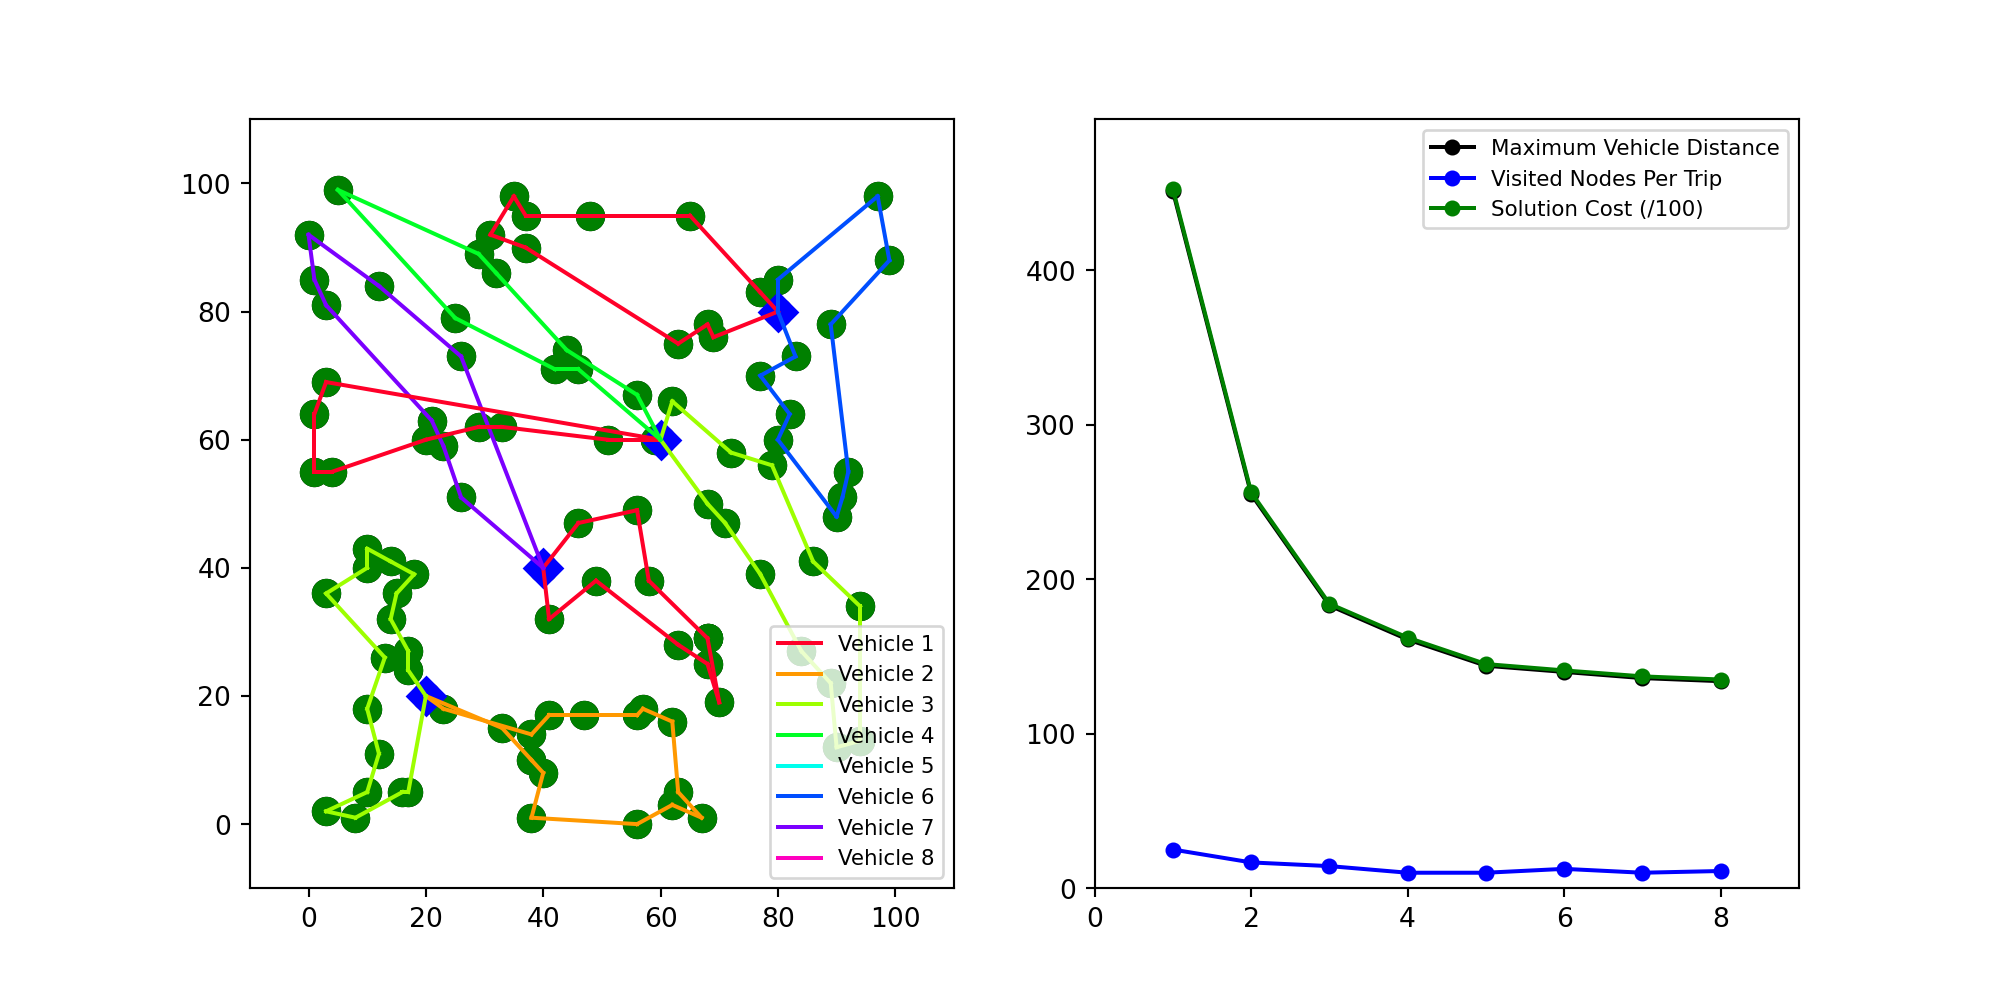 100
80
60
40
20
0
0 20 40 60 80 100
Vehicle 1
Vehicle 2
Vehicle 3
Vehicle 4
Vehicle 5
Vehicle 6
Vehicle 7
Vehicle 8
400
300
200
100
0
0 2 4 6 8
Maximum Vehicle Distance
Visited Nodes Per Trip
Solution Cost (/100)